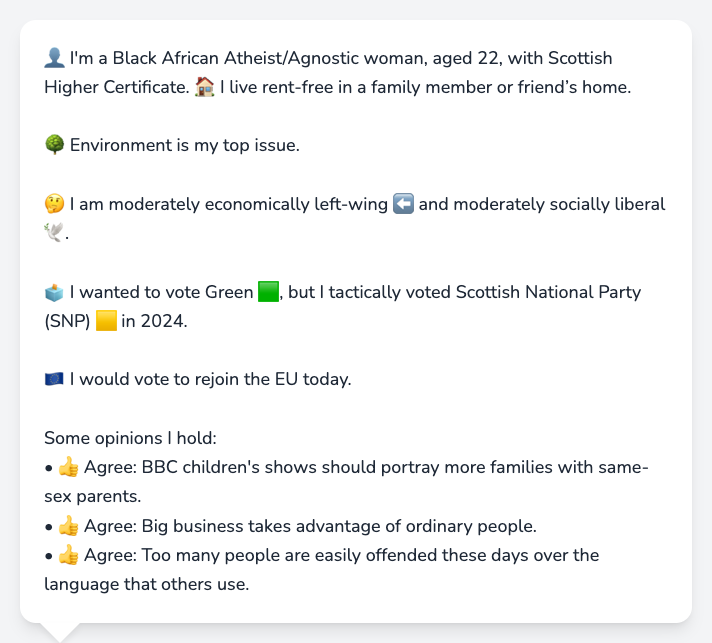 👤 I'm a Black African Atheist/Agnostic woman, aged 22, with Scottish
Higher Certificate. 🏠 I live rent-free in a family member or friend’s home.
🌳 Environment is my top issue.
🤔 I am moderately economically left-wing ⬅️ and moderately socially liberal
🕊️.
🗳️ I wanted to vote Green 🟩, but I tactically voted Scottish National Party
(SNP) 🟨 in 2024.
🇪🇺 I would vote to rejoin the EU today.
Some opinions I hold:
• 👍 Agree: BBC children's shows should portray more families with same-
sex parents.
• 👍 Agree: Big business takes advantage of ordinary people.
• 👍 Agree: Too many people are easily offended these days over the
language that others use.